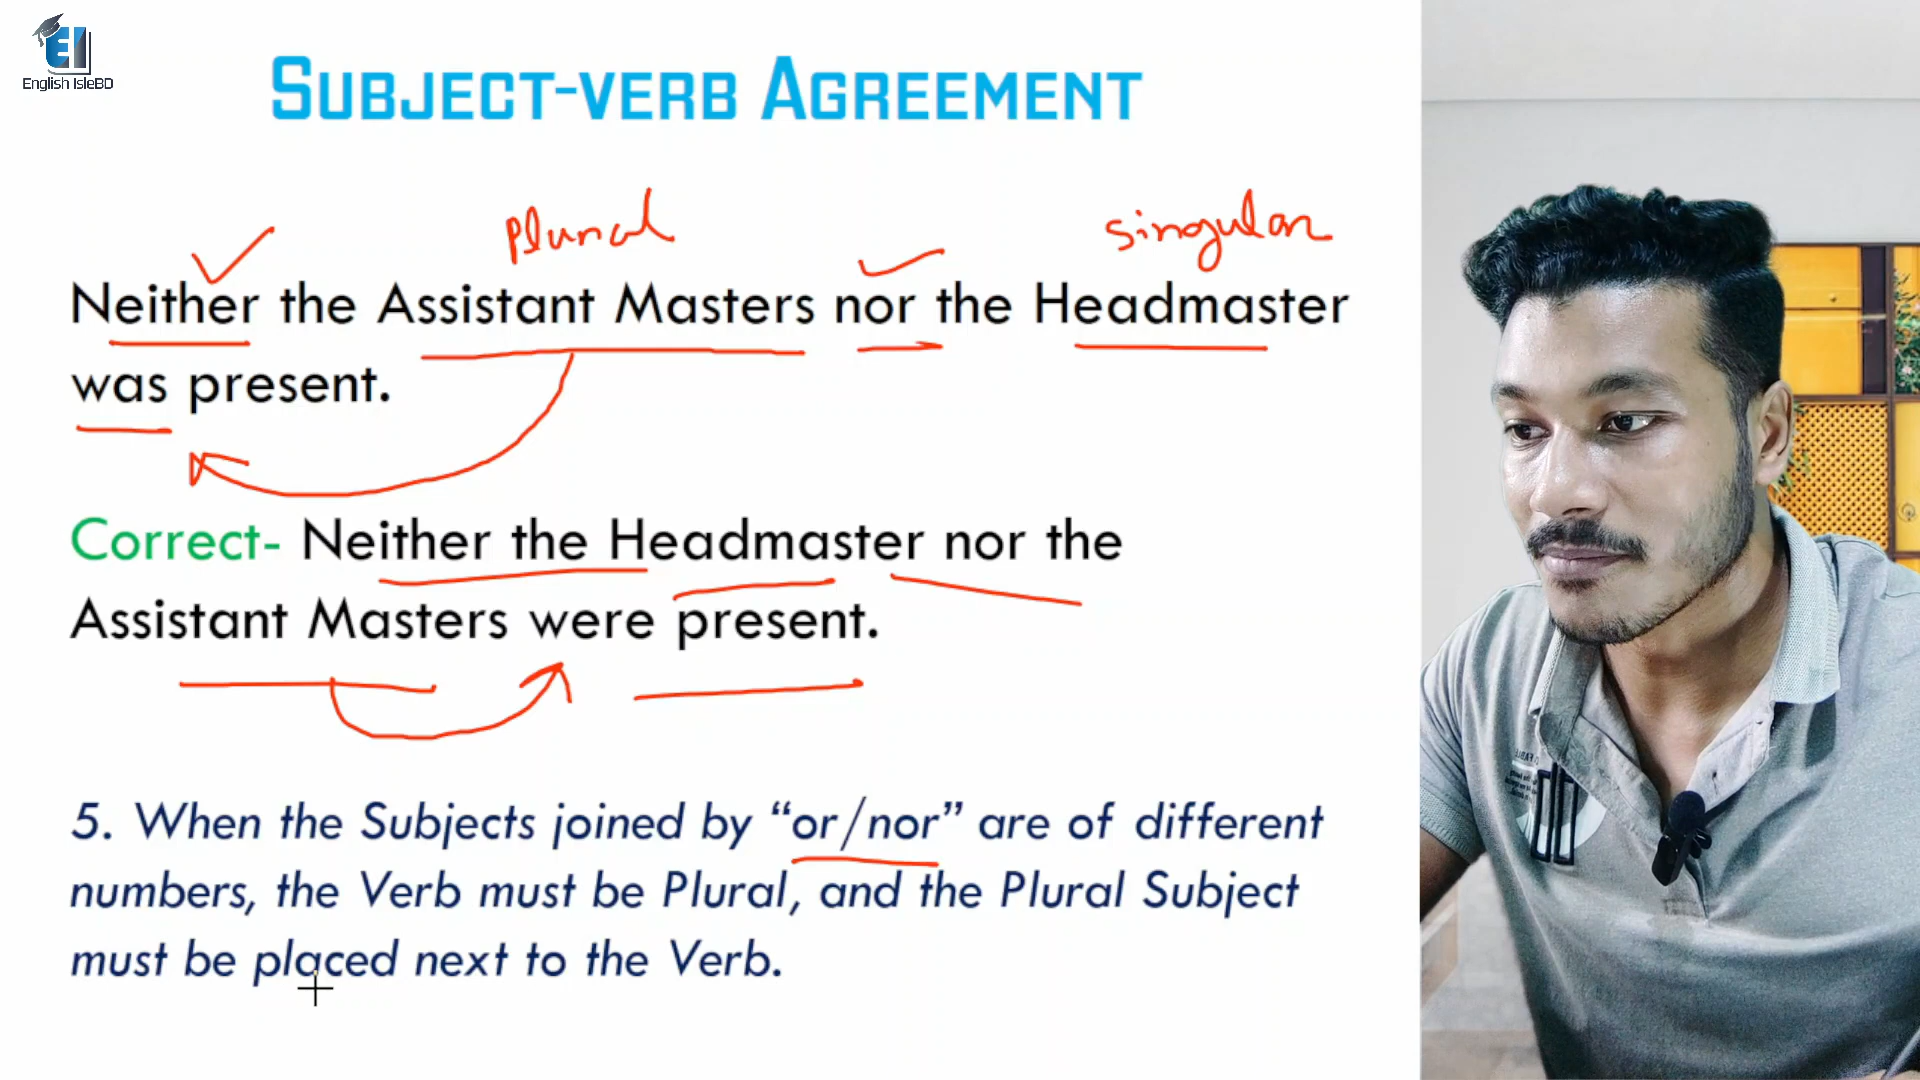 EI
English IsleBD
SUBJECT-VERB AGREEMENT
plural
singular
Neither the Assistant Masters nor the Headmaster
was present.
Correct- Neither the Headmaster nor the
Assistant Masters were present.
5. When the Subjects joined by “or/nor” are of different
numbers, the Verb must be Plural, and the Plural Subject
must be placed next to the Verb.